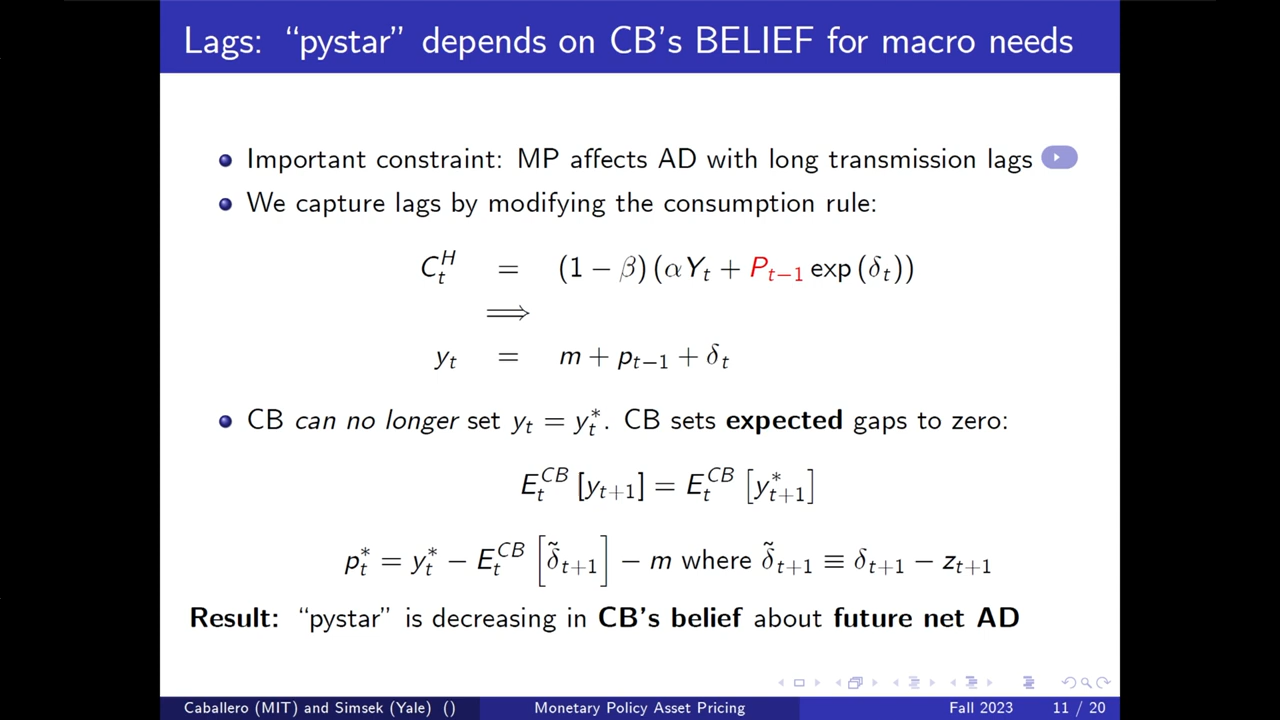 Lags: “pystar” depends on CB’s BELIEF for macro needs
Important constraint: MP affects AD with long transmission lags
We capture lags by modifying the consumption rule:
C_t^H = (1 − β) (αY_t + P_{t−1} exp (δ_t))
⟹
y_t = m + p_{t−1} + δ_t
CB can no longer set y_t = y_t^*. CB sets expected gaps to zero:
E_t^{CB} [y_{t+1}] = E_t^{CB} [y_{t+1}^*]
p_t^* = y_t^* − E_t^{CB} [δ̃_{t+1}] − m where δ̃_{t+1} ≡ δ_{t+1} − z_{t+1}
Result: “pystar” is decreasing in CB’s belief about future net AD
Caballero (MIT) and Simsek (Yale) () Monetary Policy Asset Pricing Fall 2023 11 / 20